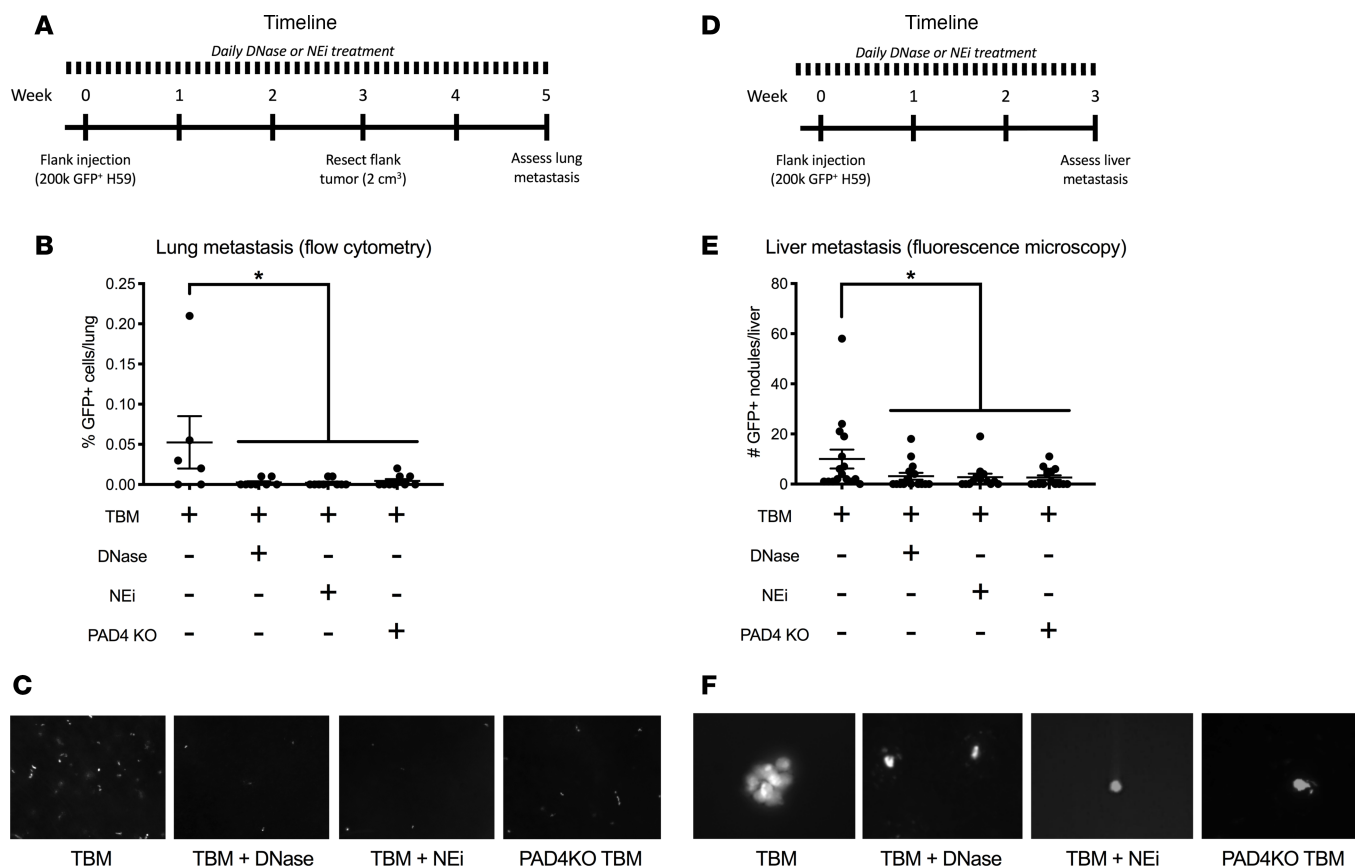 A
Timeline
Daily DNase or NEi treatment
Week 0 1 2 3 4 5
Flank injection
(200k GFP⁺ H59)
Resect flank
tumor (2 cm³)
Assess lung
metastasis
B
Lung metastasis (flow cytometry)
% GFP+ cells/lung
0.25
0.20
0.15
0.10
0.05
0.00
*
TBM + + + +
DNase - + - -
NEi - - + -
PAD4 KO - - - +
C
TBM
TBM + DNase
TBM + NEi
PAD4KO TBM
D
Timeline
Daily DNase or NEi treatment
Week 0 1 2 3
Flank injection
(200k GFP⁺ H59)
Assess liver
metastasis
E
Liver metastasis (fluorescence microscopy)
# GFP+ nodules/liver
80
60
40
20
0
*
TBM + + + +
DNase - + - -
NEi - - + -
PAD4 KO - - - +
F
TBM
TBM + DNase
TBM + NEi
PAD4KO TBM